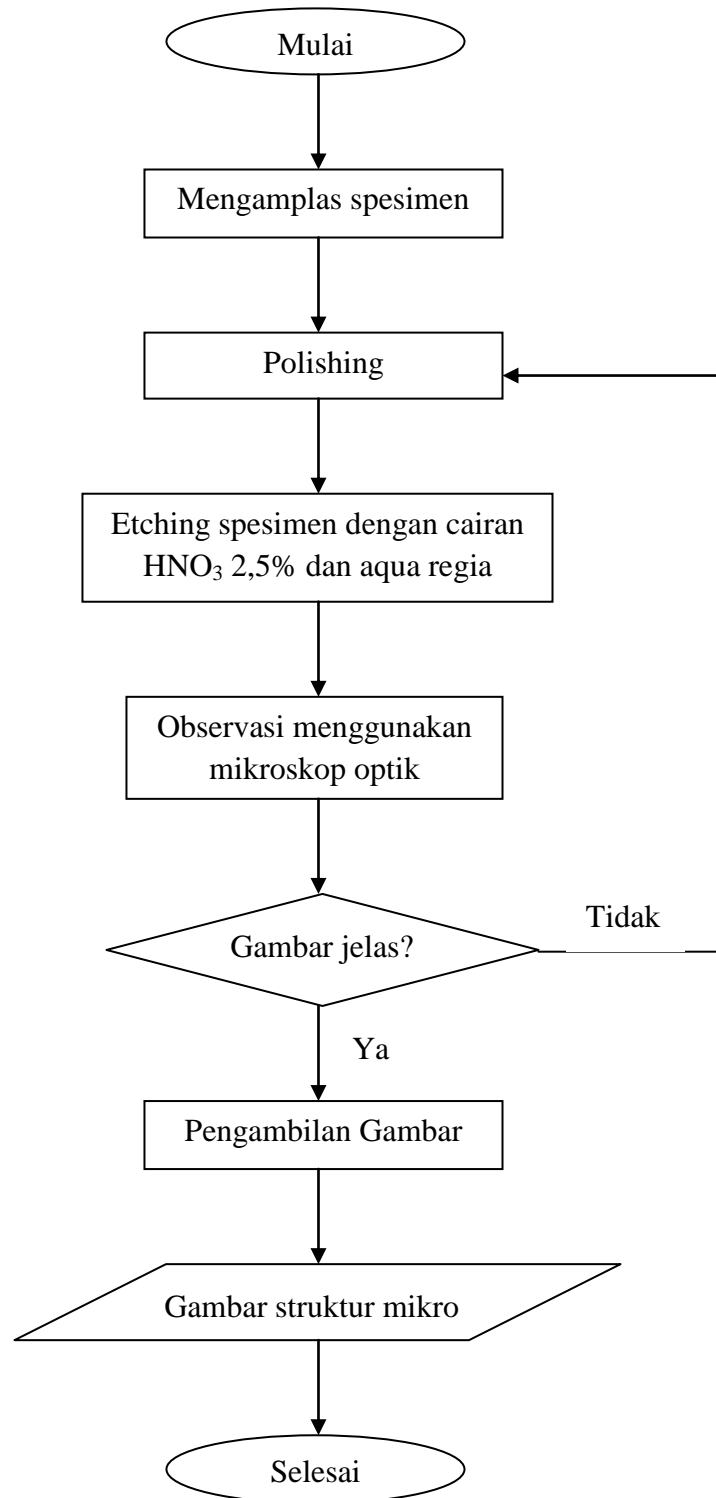 Mulai
Mengamplas spesimen
Polishing
Etching spesimen dengan cairan
HNO₃ 2,5% dan aqua regia
Observasi menggunakan
mikroskop optik
Gambar jelas?
Tidak
Ya
Pengambilan Gambar
Gambar struktur mikro
Selesai